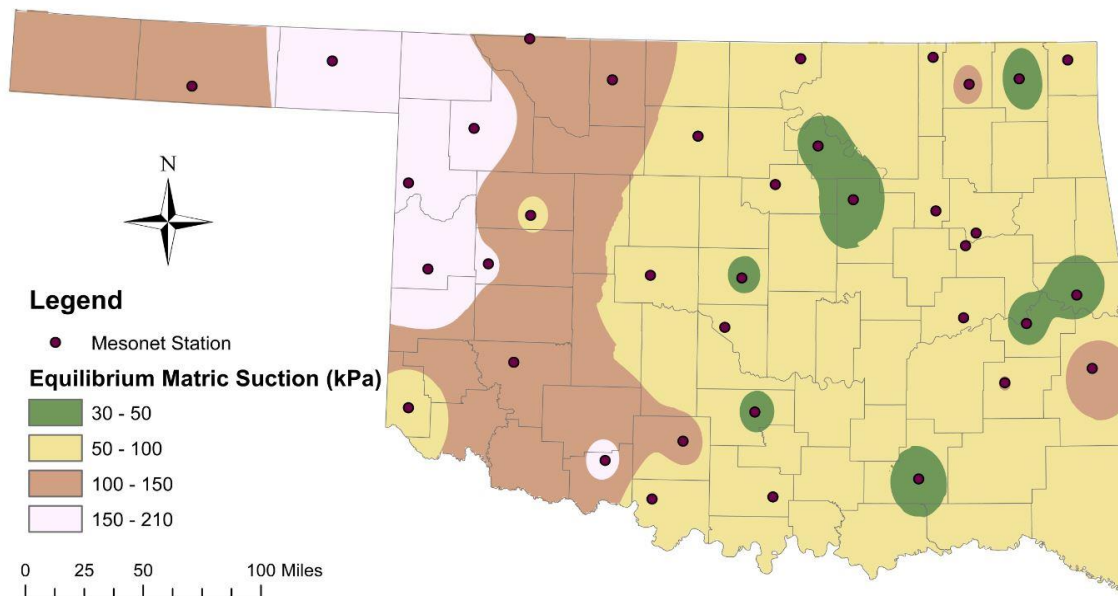 N
Legend
Mesonet Station
Equilibrium Matric Suction (kPa)
30 - 50
50 - 100
100 - 150
150 - 210
0 25 50 100 Miles